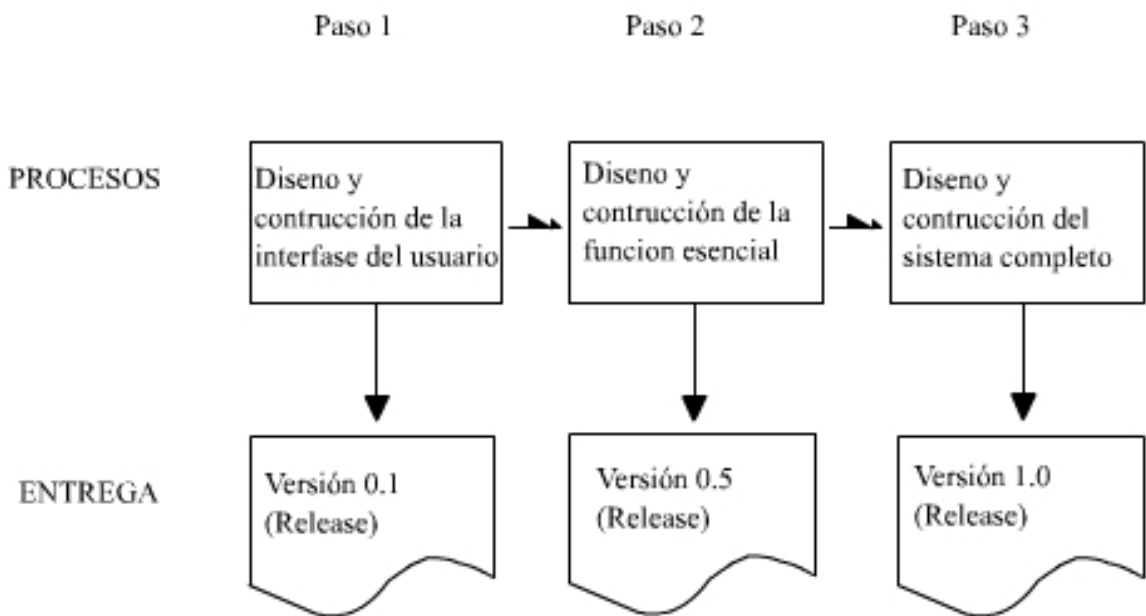 Paso 1
Paso 2
Paso 3
PROCESOS
Diseno y
contrucción de la
interfase del usuario
Diseno y
contrucción de la
funcion esencial
Diseno y
contrucción del
sistema completo
ENTREGA
Versión 0.1
(Release)
Versión 0.5
(Release)
Versión 1.0
(Release)